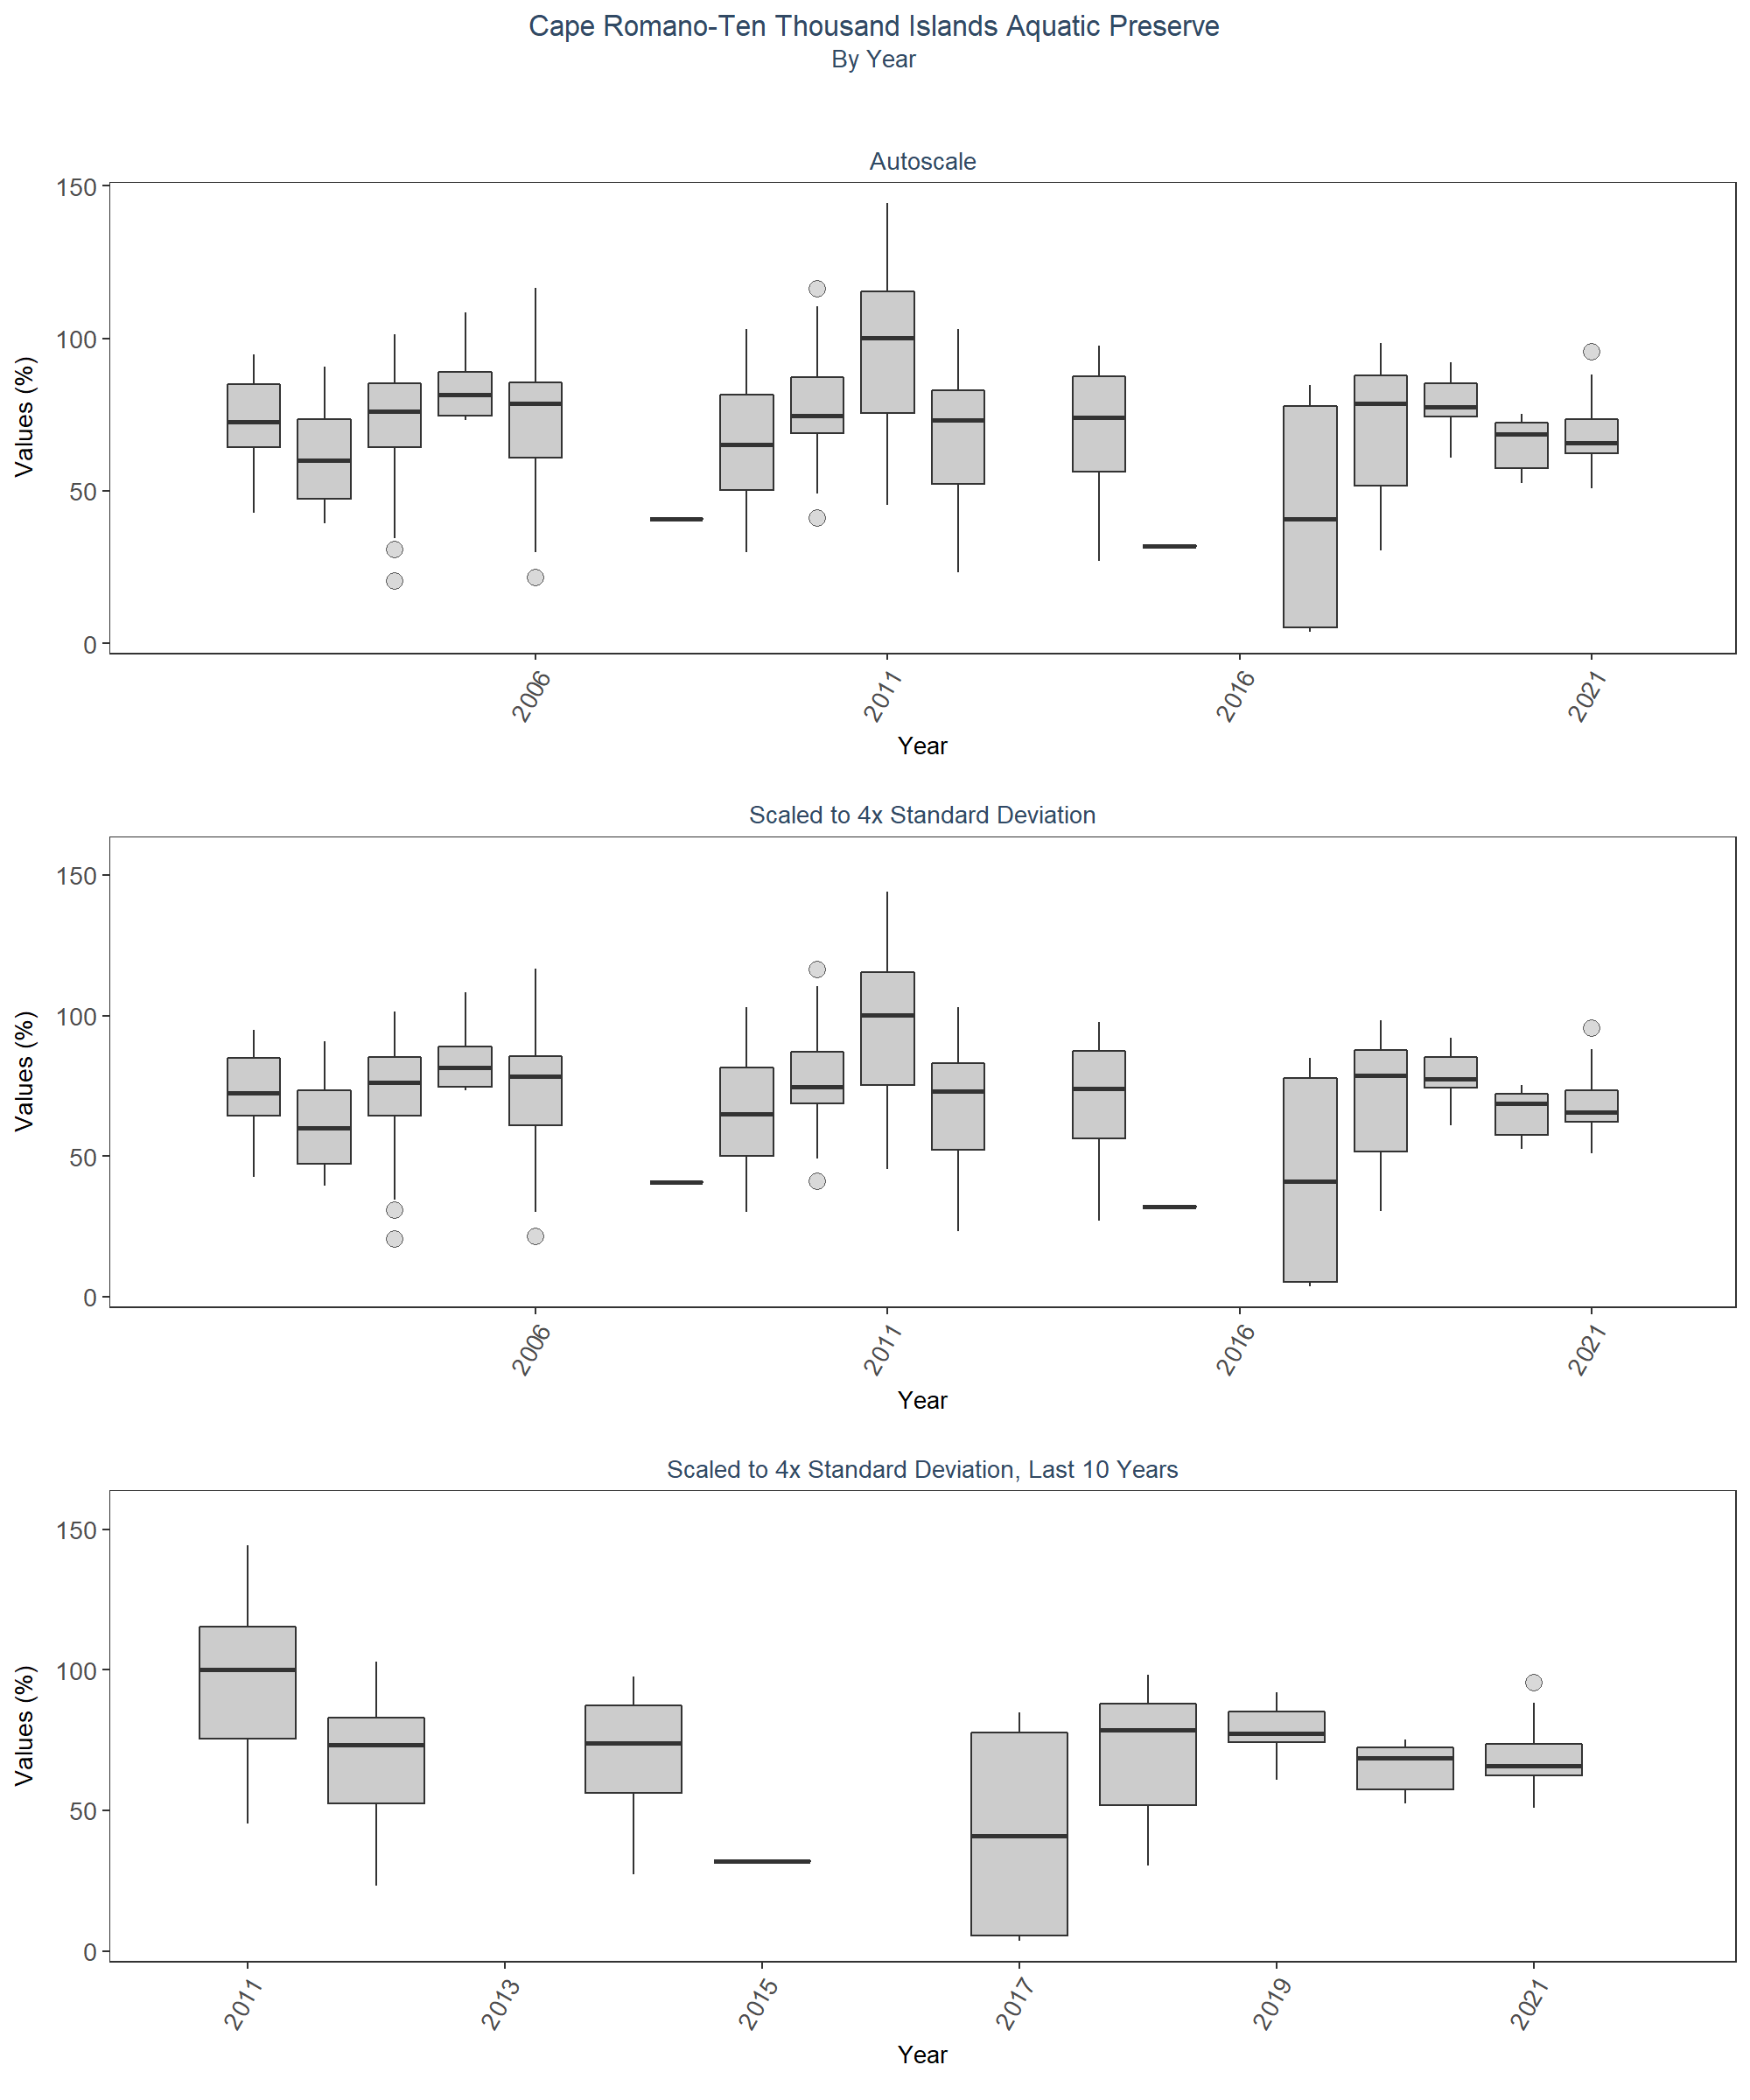 Cape Romano-Ten Thousand Islands Aquatic Preserve
By Year
Autoscale
150
100
50
0
Values (%)
2006
2011
2016
2021
Year
Scaled to 4x Standard Deviation
150
100
50
0
Values (%)
2006
2011
2016
2021
Year
Scaled to 4x Standard Deviation, Last 10 Years
150
100
50
0
Values (%)
2011
2013
2015
2017
2019
2021
Year